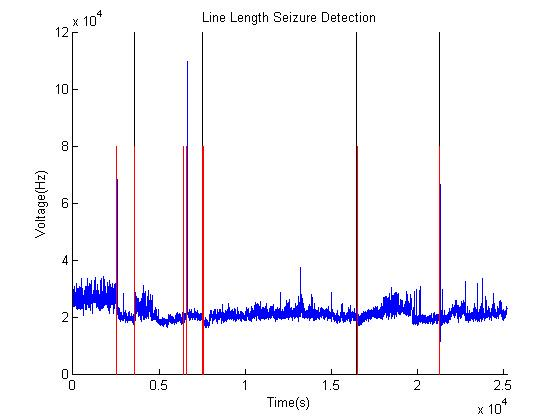 Line Length Seizure Detection
x 10^4
12
10
8
6
4
2
0
Voltage(Hz)
0 0.5 1 1.5 2 2.5
Time(s)
x 10^4